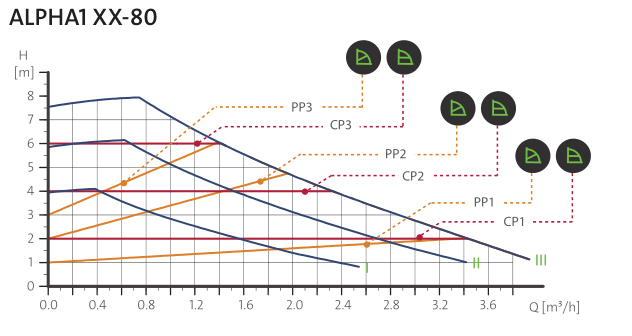 ALPHA1 XX-80
H
[m]
8
7
6
5
4
3
2
1
0
PP3
CP3
PP2
CP2
PP1
CP1
I
II
III
0.0 0.4 0.8 1.2 1.6 2.0 2.4 2.8 3.2 3.6 Q [m³/h]